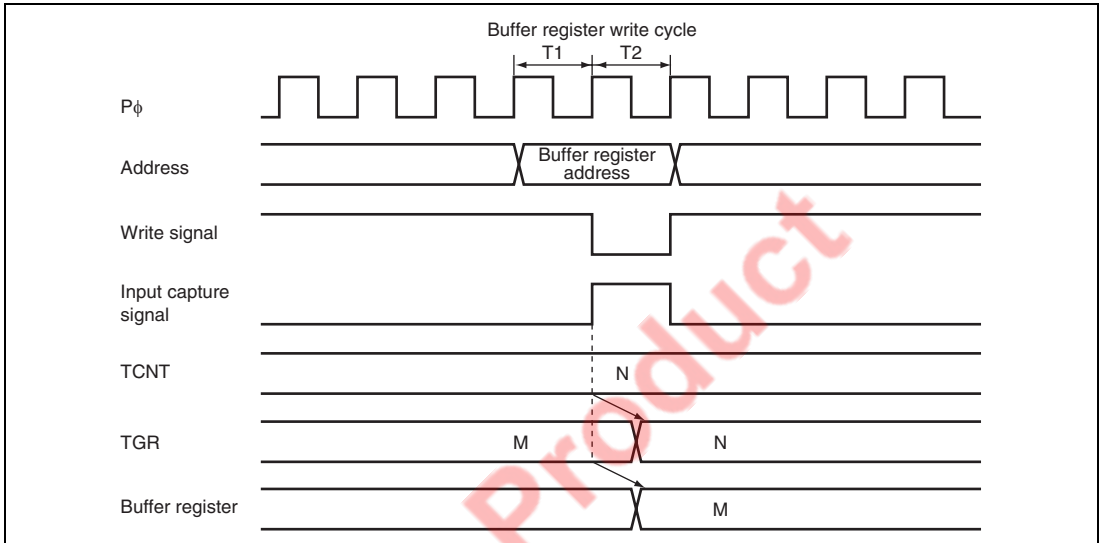 Buffer register write cycle
T1 T2
Pϕ
Address
Buffer register
address
Write signal
Input capture
signal
TCNT
N
TGR
M N
Buffer register
M
Product